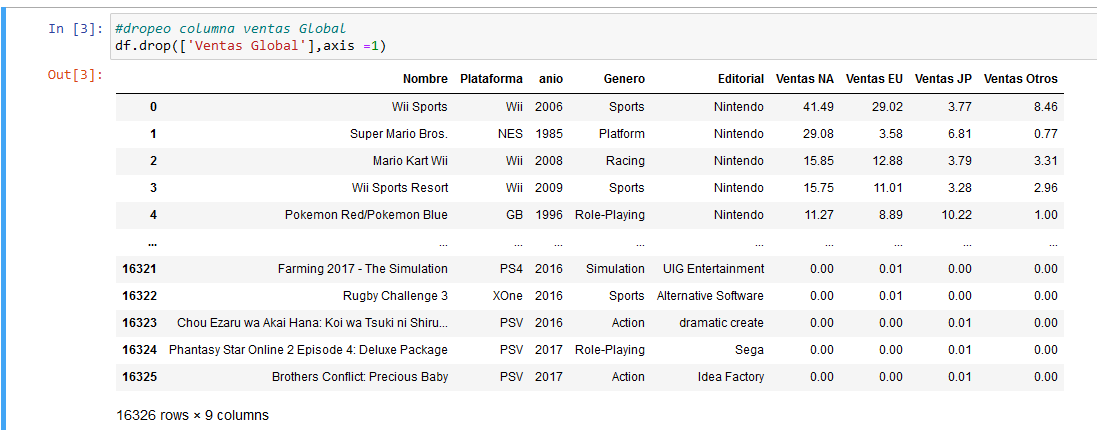 In [3]: #dropeo columna ventas Global
df.drop(['Ventas Global'],axis =1)
Out[3]:
Nombre Plataforma anio Genero Editorial Ventas NA Ventas EU Ventas JP Ventas Otros
0 Wii Sports Wii 2006 Sports Nintendo 41.49 29.02 3.77 8.46
1 Super Mario Bros. NES 1985 Platform Nintendo 29.08 3.58 6.81 0.77
2 Mario Kart Wii Wii 2008 Racing Nintendo 15.85 12.88 3.79 3.31
3 Wii Sports Resort Wii 2009 Sports Nintendo 15.75 11.01 3.28 2.96
4 Pokemon Red/Pokemon Blue GB 1996 Role-Playing Nintendo 11.27 8.89 10.22 1.00
... ... ... ... ... ... ... ... ... ...
16321 Farming 2017 - The Simulation PS4 2016 Simulation UIG Entertainment 0.00 0.01 0.00 0.00
16322 Rugby Challenge 3 XOne 2016 Sports Alternative Software 0.00 0.01 0.00 0.00
16323 Chou Ezaru wa Akai Hana: Koi wa Tsuki ni Shiru... PSV 2016 Action dramatic create 0.00 0.00 0.01 0.00
16324 Phantasy Star Online 2 Episode 4: Deluxe Package PSV 2017 Role-Playing Sega 0.00 0.00 0.01 0.00
16325 Brothers Conflict: Precious Baby PSV 2017 Action Idea Factory 0.00 0.00 0.01 0.00
16326 rows × 9 columns